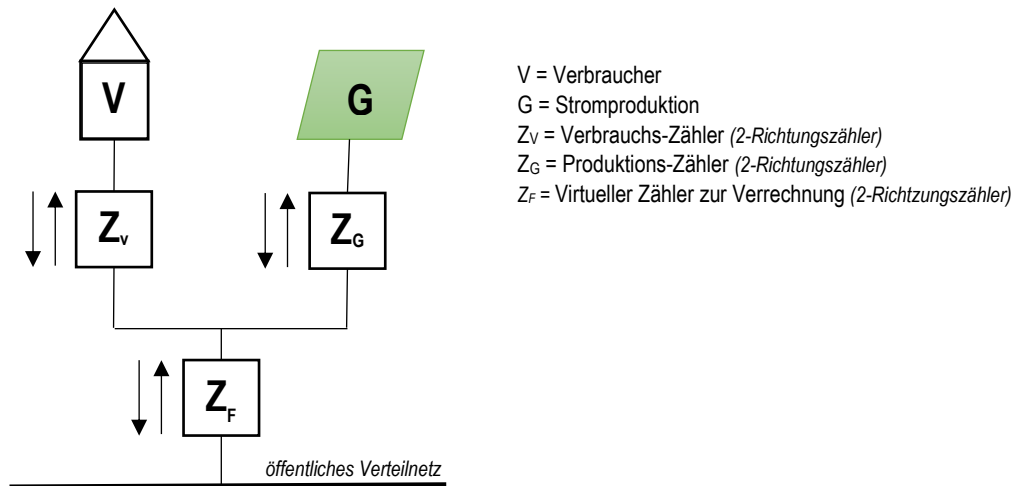 V
G
V = Verbraucher
G = Stromproduktion
ZV = Verbrauchs-Zähler (2-Richtungszähler)
ZG = Produktions-Zähler (2-Richtungszähler)
ZF = Virtueller Zähler zur Verrechnung (2-Richtzungszähler)
Zv
ZG
ZF
öffentliches Verteilnetz